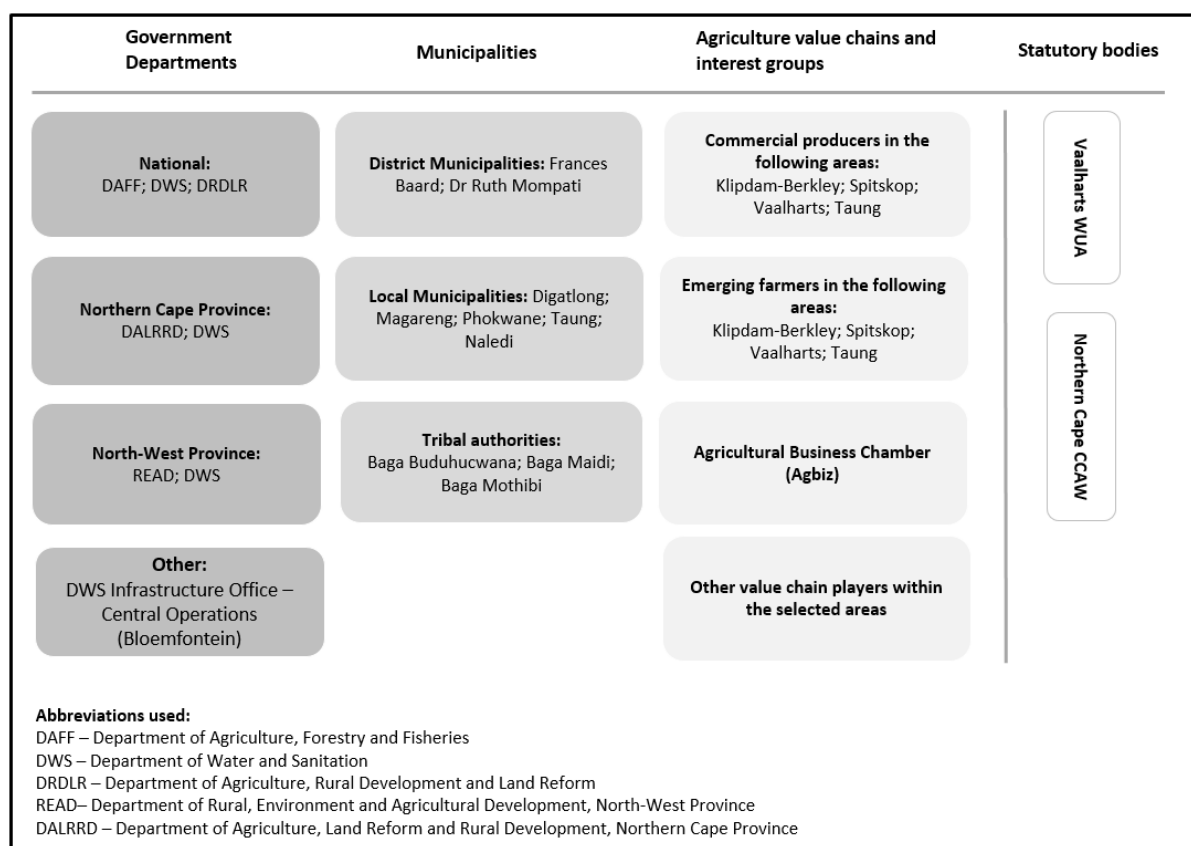 Government
Departments
Municipalities
Agriculture value chains and
interest groups
Statutory bodies
National:
DAFF; DWS; DRDLR
District Municipalities: Frances
Baard; Dr Ruth Mompati
Commercial producers in the
following areas:
Klipdam-Berkley; Spitskop;
Vaalharts; Taung
Vaalharts WUA
Northern Cape Province:
DALRRD; DWS
Local Municipalities: Digatlong;
Magareng; Phokwane; Taung;
Naledi
Emerging farmers in the following
areas:
Klipdam-Berkley; Spitskop;
Vaalharts; Taung
Northern Cape CCAW
North-West Province:
READ; DWS
Tribal authorities:
Baga Buduhucwana; Baga Maidi;
Baga Mothibi
Agricultural Business Chamber
(Agbiz)
Other:
DWS Infrastructure Office –
Central Operations
(Bloemfontein)
Other value chain players within
the selected areas
Abbreviations used:
DAFF – Department of Agriculture, Forestry and Fisheries
DWS – Department of Water and Sanitation
DRDLR – Department of Agriculture, Rural Development and Land Reform
READ– Department of Rural, Environment and Agricultural Development, North-West Province
DALRRD – Department of Agriculture, Land Reform and Rural Development, Northern Cape Province